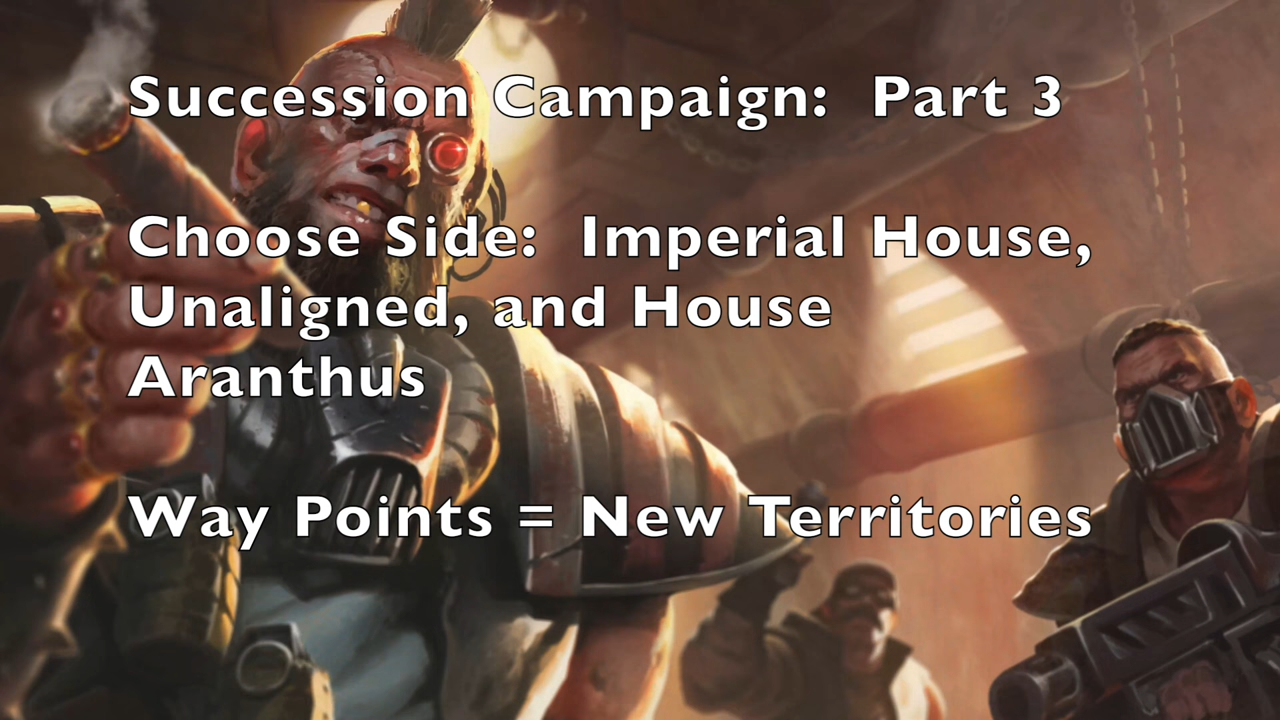 Succession Campaign: Part 3
Choose Side: Imperial House,
Unaligned, and House
Aranthus
Way Points = New Territories